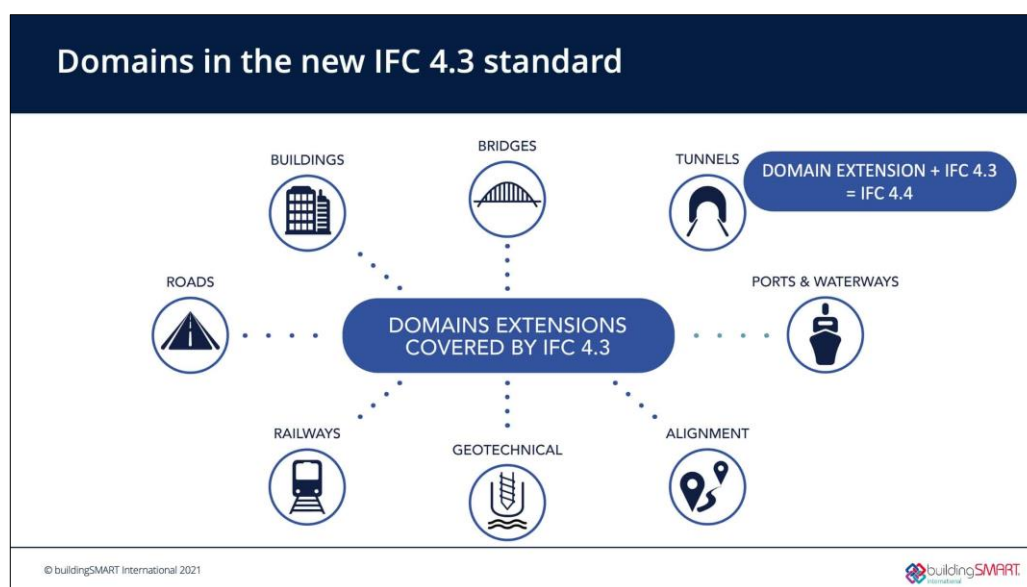 Domains in the new IFC 4.3 standard
BUILDINGS
BRIDGES
TUNNELS
DOMAIN EXTENSION + IFC 4.3
= IFC 4.4
ROADS
PORTS & WATERWAYS
DOMAINS EXTENSIONS
COVERED BY IFC 4.3
RAILWAYS
GEOTECHNICAL
ALIGNMENT
© buildingSMART International 2021
buildingSMART.
International